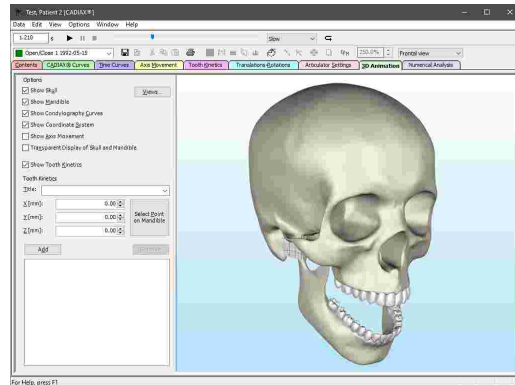 Test, Patient 2 [CADIAX®]
Data Edit View Options Window Help
1-210 s Slow
Open/Close 1 1992-05-15 250.0% Frontal view
Contents CADIAX® Curves Time Curves Axis Movement Tooth Kinetics Translations-Rotations Articulator Settings 3D Animation Numerical Analysis
Options
Show Skull Views...
Show Mandible
Show Condylography Curves
Show Coordinate System
Show Axis Movement
Transparent Display of Skull and Mandible
Show Tooth Kinetics
Tooth Kinetics
Title:
X [mm]: 0.00
Y [mm]: 0.00 Select Point on Mandible
Z [mm]: 0.00
Add
For Help, press F1